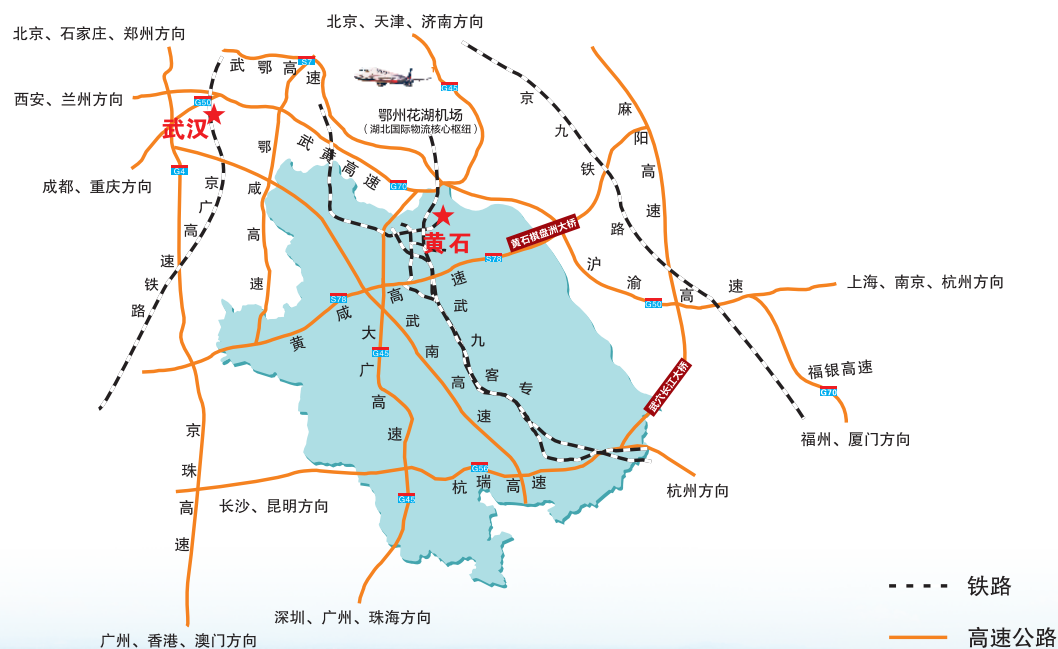 北京、天津、济南方向
北京、石家庄、郑州方向
武鄂高速
S7
G45
西安、兰州方向
G50
武汉
鄂州花湖机场
（湖北国际物流核心枢纽）
京九铁路
麻阳高速
武黄高速
鄂咸高速
G4
G70
成都、重庆方向
京广高速铁路
黄石
黄石棋盘洲大桥
S78
沪渝高速
G50
上海、南京、杭州方向
S78
黄咸高速
大广高速
G45
武南高速
武九客专
福银高速
G70
武穴长江大桥
福州、厦门方向
京珠高速
杭瑞高速
G56
杭州方向
G45
长沙、昆明方向
深圳、广州、珠海方向
广州、香港、澳门方向
铁路
高速公路